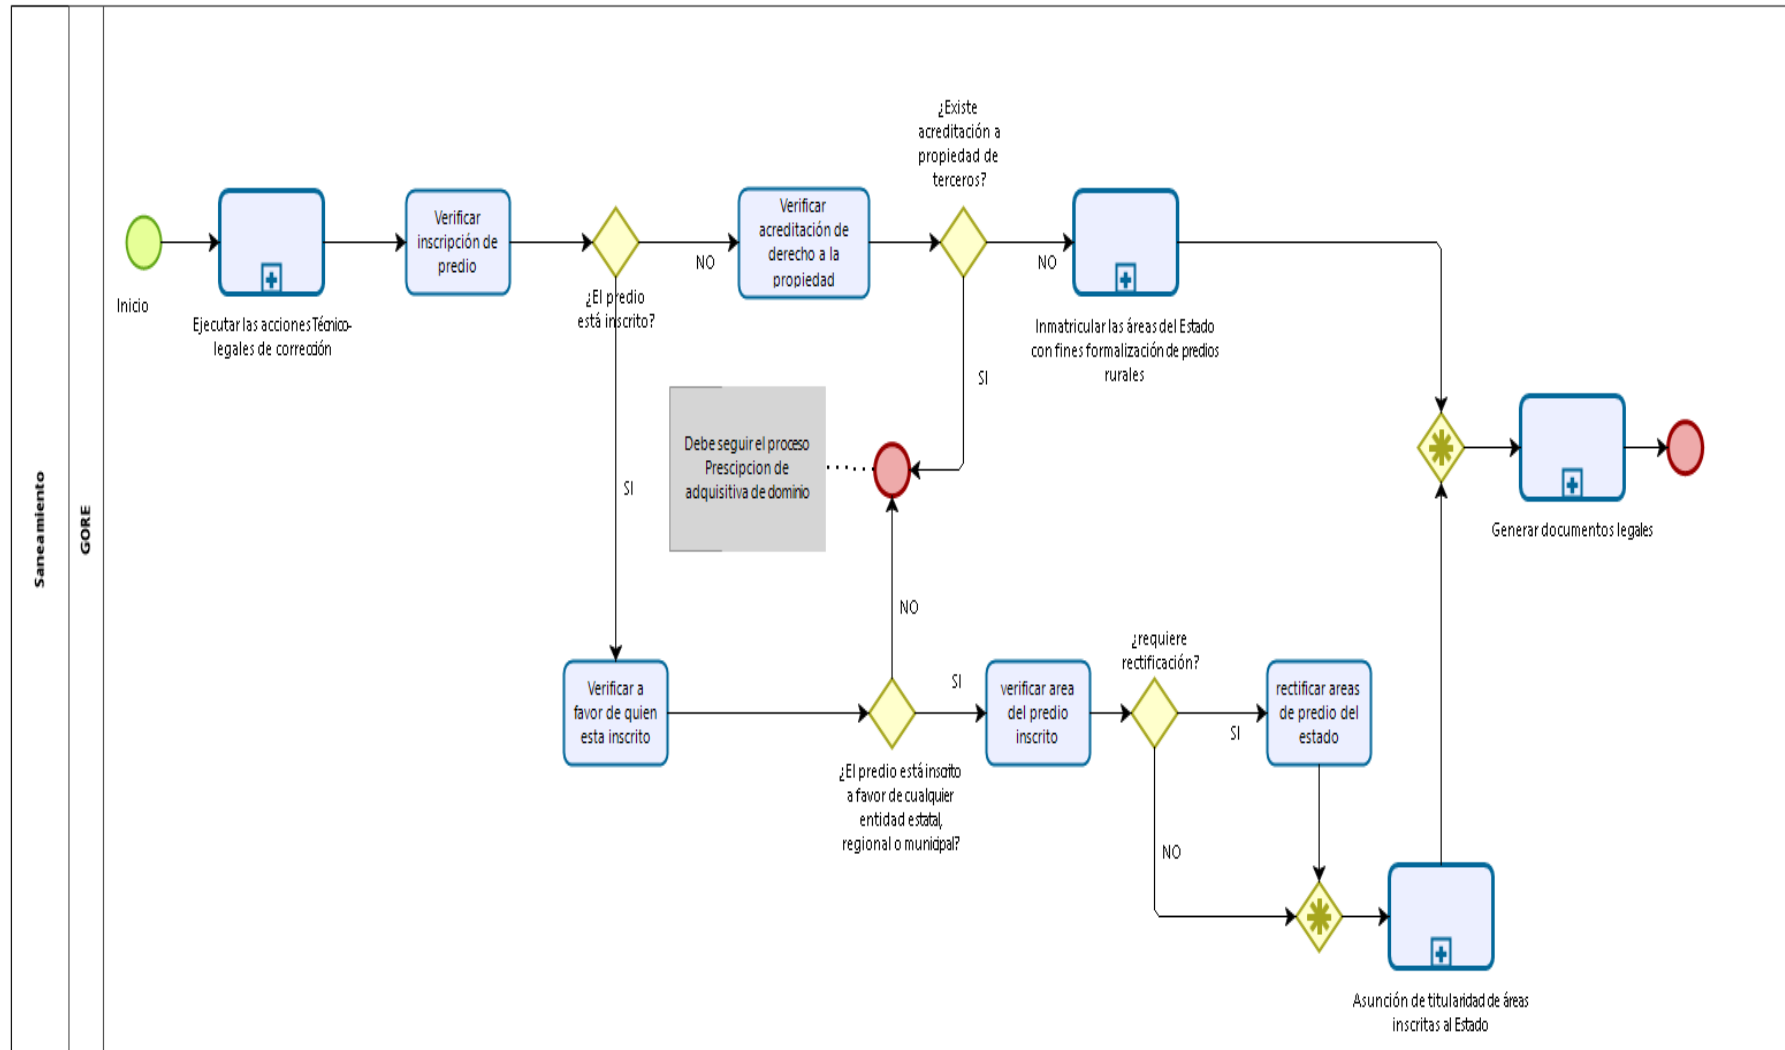 Saneamiento
GORE
Inicio
Ejecutar las acciones Técnico-
legales de corrección
Verificar
inscripción de
predio
¿El predio
está inscrito?
NO
SI
Verificar
acreditación de
derecho a la
propiedad
¿Existe
acreditación a
propiedad de
terceros?
NO
SI
Inmatricular las áreas del Estado
con fines formalización de predios
rurales
Debe seguir el proceso
Prescipcion de
adquisitiva de dominio
Generar documentos legales
Verificar a
favor de quien
esta inscrito
NO
SI
¿El predio está inscrito
a favor de cualquier
entidad estatal,
regional o municipal?
verificar area
del predio
inscrito
¿requiere
rectificación?
SI
NO
rectificar areas
de predio del
estado
Asunción de titularidad de áreas
inscritas al Estado